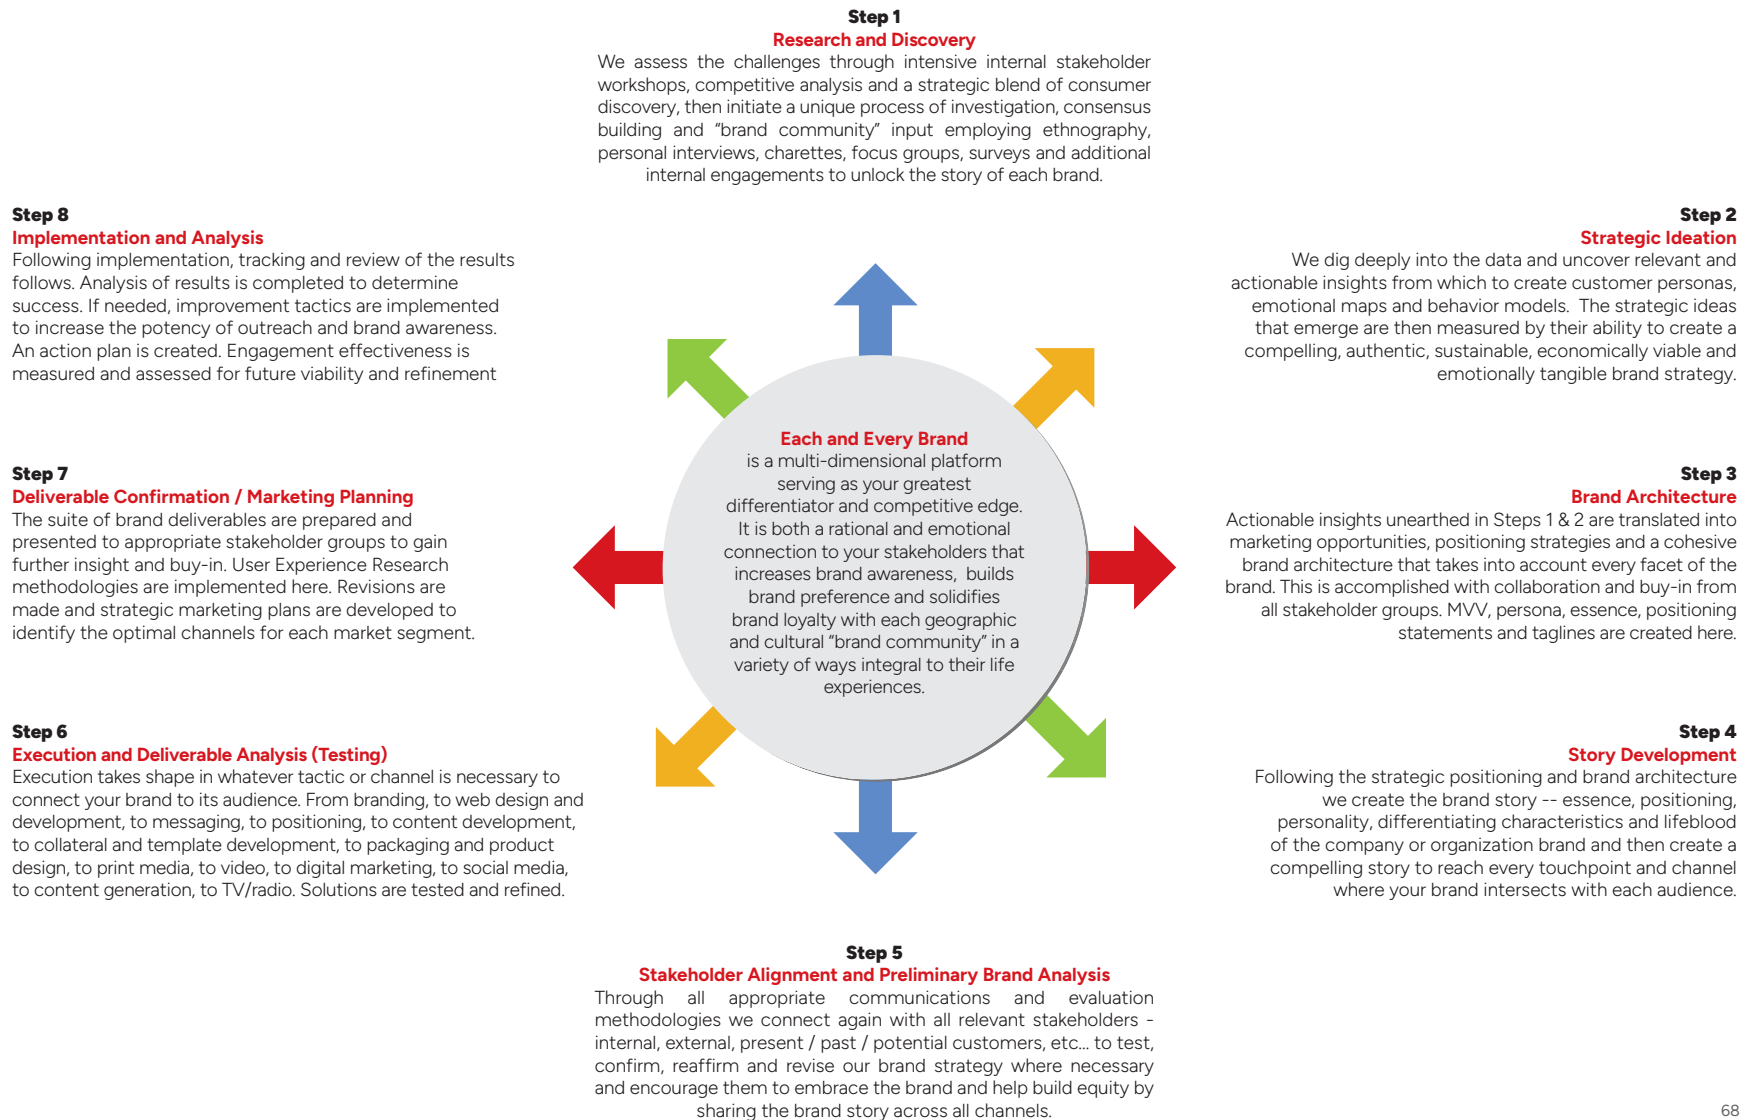 Step 1
Research and Discovery
We assess the challenges through intensive internal stakeholder
workshops, competitive analysis and a strategic blend of consumer
discovery, then initiate a unique process of investigation, consensus
building and “brand community” input employing ethnography,
personal interviews, charettes, focus groups, surveys and additional
internal engagements to unlock the story of each brand.
Step 2
Strategic Ideation
We dig deeply into the data and uncover relevant and
actionable insights from which to create customer personas,
emotional maps and behavior models.  The strategic ideas
that emerge are then measured by their ability to create a
compelling, authentic, sustainable, economically viable and
emotionally tangible brand strategy.
Step 3
Brand Architecture
Actionable insights unearthed in Steps 1 & 2 are translated into
marketing opportunities, positioning strategies and a cohesive
brand architecture that takes into account every facet of the
brand. This is accomplished with collaboration and buy-in from
all stakeholder groups. MVV, persona, essence, positioning
statements and taglines are created here.
Step 4
Story Development
Following the strategic positioning and brand architecture
we create the brand story -- essence, positioning,
personality, differentiating characteristics and lifeblood
of the company or organization brand and then create a
compelling story to reach every touchpoint and channel
where your brand intersects with each audience.
Step 5
Stakeholder Alignment and Preliminary Brand Analysis
Through all appropriate communications and evaluation
methodologies we connect again with all relevant stakeholders -
internal, external, present / past / potential customers, etc... to test,
confirm, reaffirm and revise our brand strategy where necessary
and encourage them to embrace the brand and help build equity by
sharing the brand story across all channels.
Step 6
Execution and Deliverable Analysis (Testing)
Execution takes shape in whatever tactic or channel is necessary to
connect your brand to its audience. From branding, to web design and
development, to messaging, to positioning, to content development,
to collateral and template development, to packaging and product
design, to print media, to video, to digital marketing, to social media,
to content generation, to TV/radio. Solutions are tested and refined.
Step 7
Deliverable Confirmation / Marketing Planning
The suite of brand deliverables are prepared and
presented to appropriate stakeholder groups to gain
further insight and buy-in. User Experience Research
methodologies are implemented here. Revisions are
made and strategic marketing plans are developed to
identify the optimal channels for each market segment.
Step 8
Implementation and Analysis
Following implementation, tracking and review of the results
follows. Analysis of results is completed to determine
success. If needed, improvement tactics are implemented
to increase the potency of outreach and brand awareness.
An action plan is created. Engagement effectiveness is
measured and assessed for future viability and refinement
Each and Every Brand
is a multi-dimensional platform
serving as your greatest
differentiator and competitive edge.
It is both a rational and emotional
connection to your stakeholders that
increases brand awareness,  builds
brand preference and solidifies
brand loyalty with each geographic
and cultural “brand community” in a
variety of ways integral to their life
experiences.
68